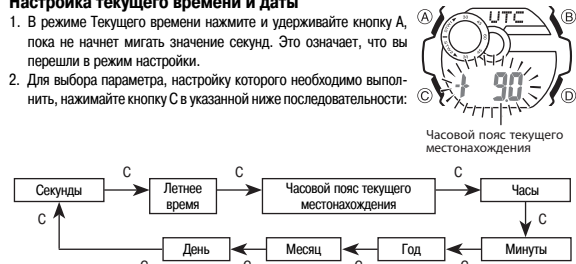 Настройка текущего времени и даты
1. В режиме Текущего времени нажмите и удерживайте кнопку А,
пока не начнет мигать значение секунд. Это означает, что вы
перешли в режим настройки.
2. Для выбора параметра, настройку которого необходимо выпол-
нить, нажимайте кнопку С в указанной ниже последовательности:
A
B
UTC
+ 9.0
C
D
Часовой пояс текущего
местонахождения
C C C
Секунды Летнее время Часовой пояс текущего местонахождения Часы
C C
День Месяц Год Минуты
C C C C